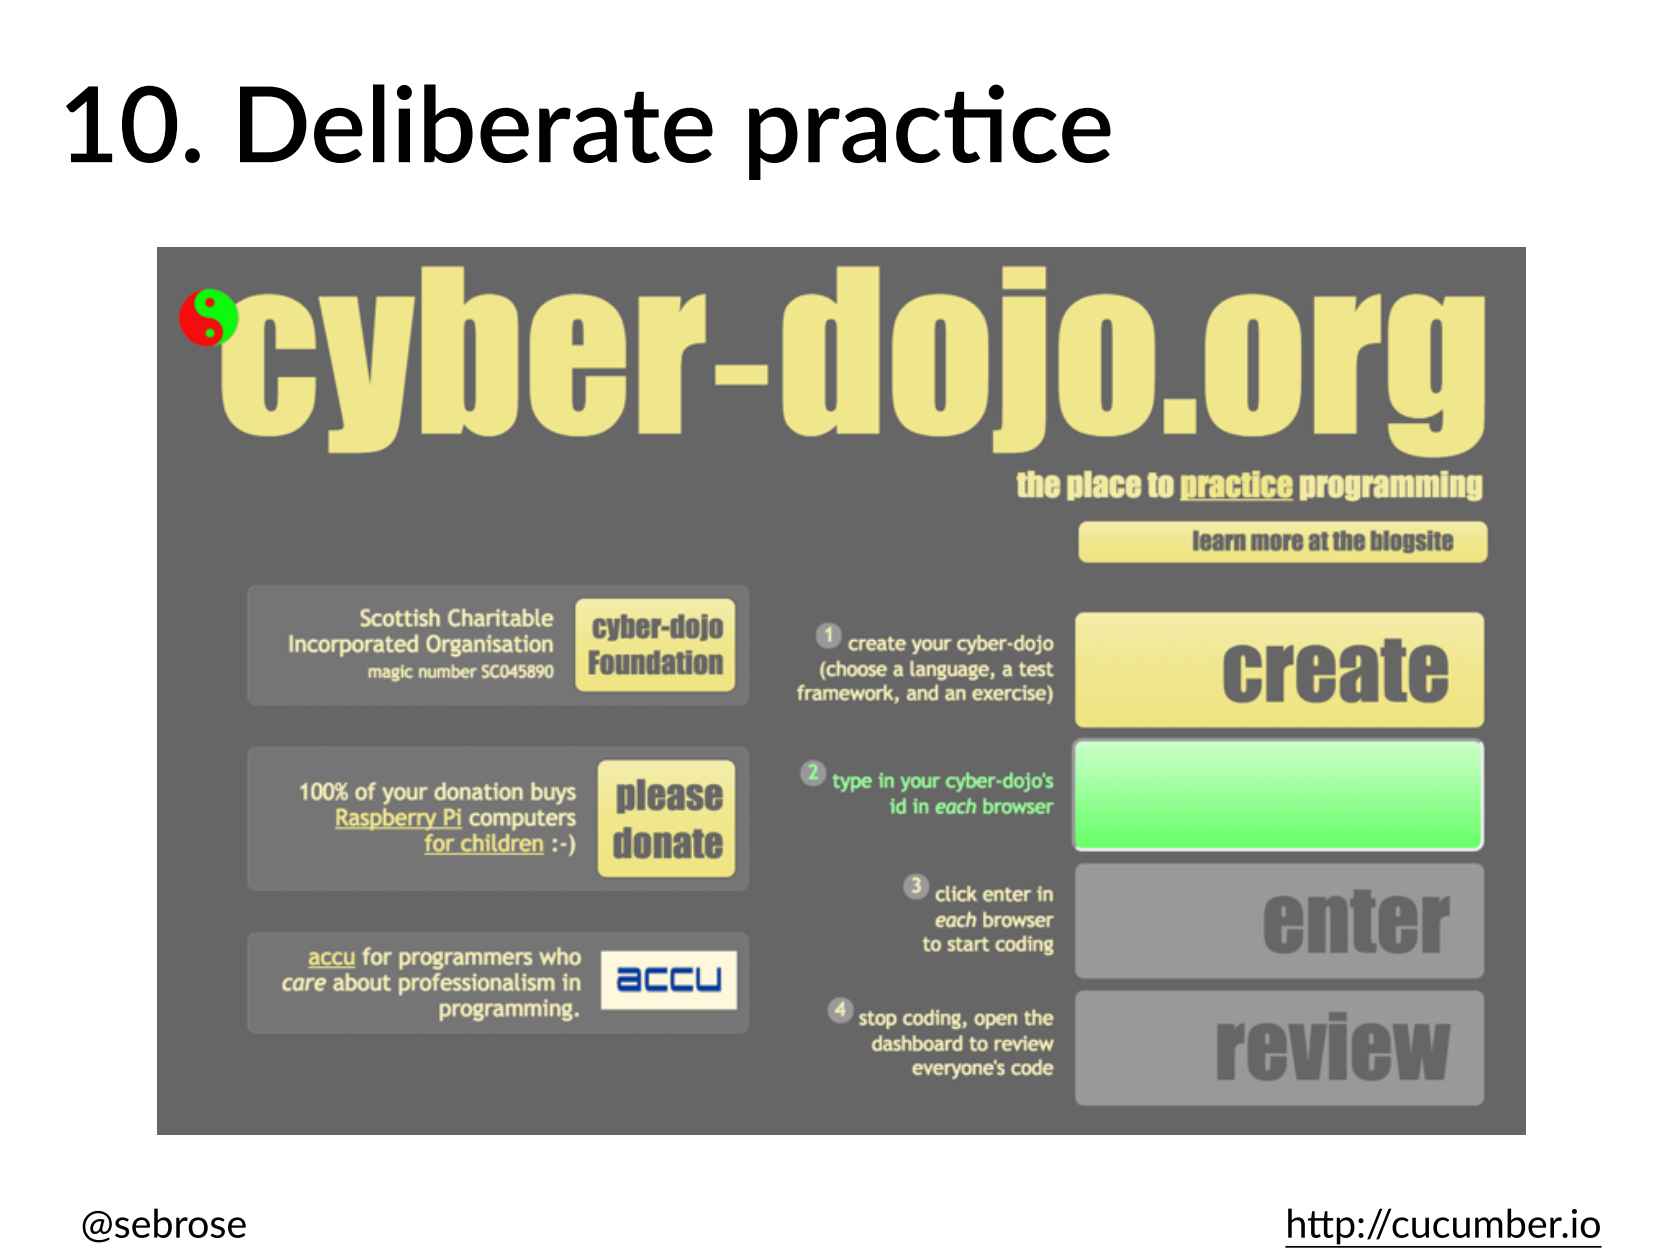 10. Deliberate practice
cyber-dojo.org
the place to practice programming
learn more at the blogsite
Scottish Charitable
Incorporated Organisation
magic number SC045890
cyber-dojo
Foundation
100% of your donation buys
Raspberry Pi computers
for children :-)
please
donate
accu for programmers who
care about professionalism in
programming.
accu
1 create your cyber-dojo
(choose a language, a test
framework, and an exercise)
create
2 type in your cyber-dojo's
id in each browser
3 click enter in
each browser
to start coding
enter
4 stop coding, open the
dashboard to review
everyone's code
review
@sebrose
http://cucumber.io